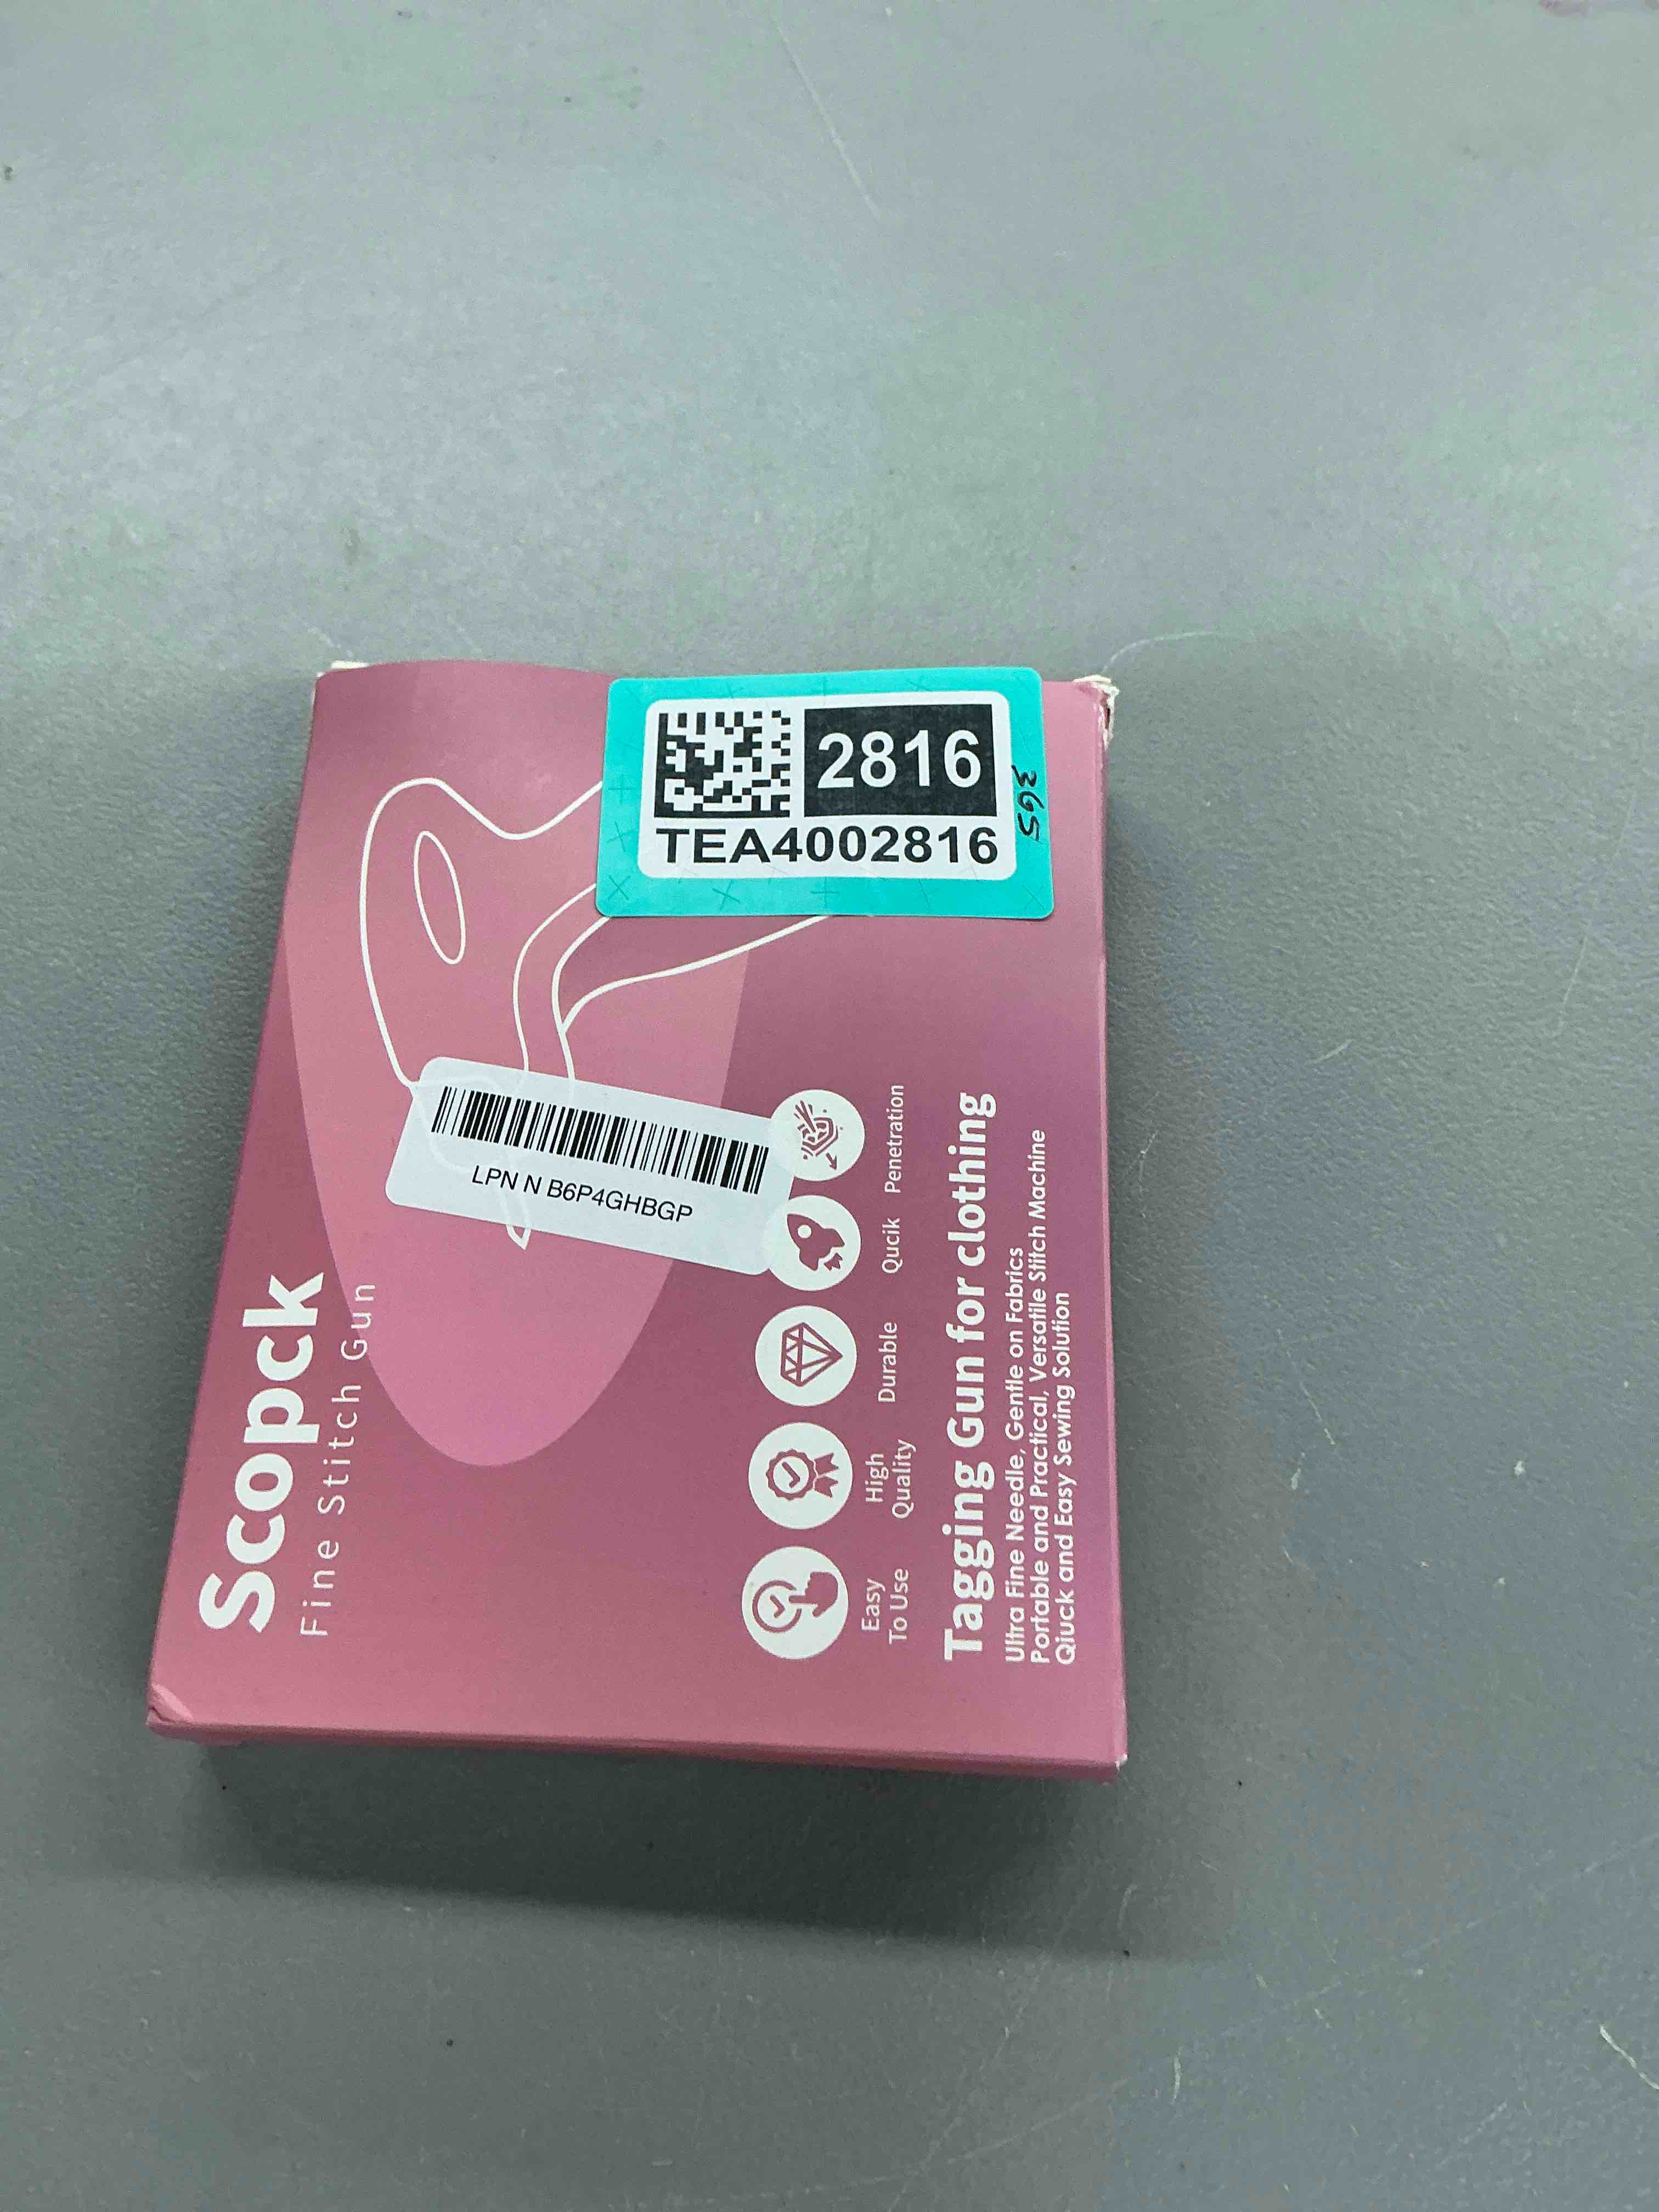 Scopck
Fine Stitch Gun
2816
TEA4002816
365
LPN N B6P4GHBGP
Easy
To Use
High
Quality
Durable
Qucik
Penetration
Tagging Gun for clothing
Ultra Fine Needle, Gentle on Fabrics
Portable and Practical, Versatile Stitch Machine
Qiuck and Easy Sewing Solution